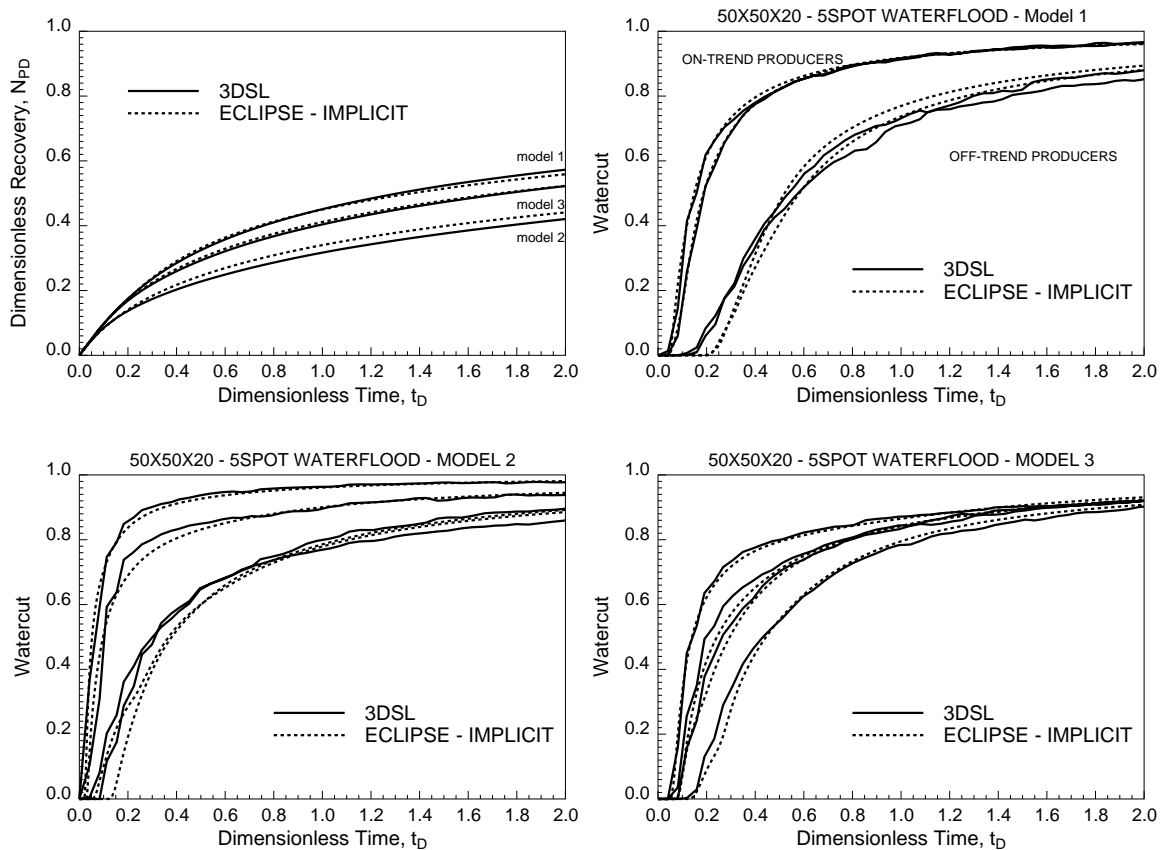 1.0
0.8
0.6
0.4
0.2
0.0
Dimensionless Recovery, NPD
3DSL
ECLIPSE - IMPLICIT
model 1
model 3
model 2
0.0 0.2 0.4 0.6 0.8 1.0 1.2 1.4 1.6 1.8 2.0
Dimensionless Time, tD
50X50X20 - 5SPOT WATERFLOOD - Model 1
1.0
0.8
0.6
0.4
0.2
0.0
Watercut
ON-TREND PRODUCERS
OFF-TREND PRODUCERS
3DSL
ECLIPSE - IMPLICIT
0.0 0.2 0.4 0.6 0.8 1.0 1.2 1.4 1.6 1.8 2.0
Dimensionless Time, tD
50X50X20 - 5SPOT WATERFLOOD - MODEL 2
1.0
0.8
0.6
0.4
0.2
0.0
Watercut
3DSL
ECLIPSE - IMPLICIT
0.0 0.2 0.4 0.6 0.8 1.0 1.2 1.4 1.6 1.8 2.0
Dimensionless Time, tD
50X50X20 - 5SPOT WATERFLOOD - MODEL 3
1.0
0.8
0.6
0.4
0.2
0.0
Watercut
3DSL
ECLIPSE - IMPLICIT
0.0 0.2 0.4 0.6 0.8 1.0 1.2 1.4 1.6 1.8 2.0
Dimensionless Time, tD